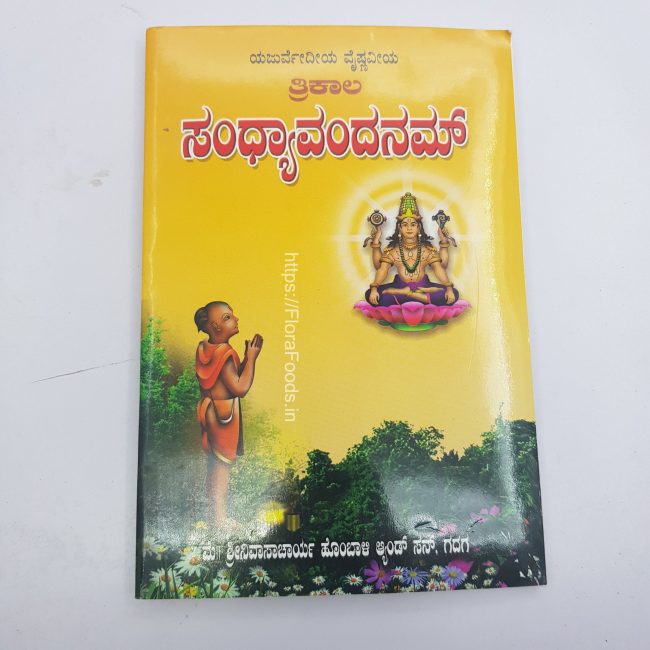 ಯಜುರ್ವೇದೀಯ ವೈಷ್ಣವೀಯ
ತ್ರಿಕಾಲ
ಸಂಧ್ಯಾವಂದನಮ್
https://FloraFoods.in
ಮೆ॥ ಶ್ರೀನಿವಾಸಾಚಾರ್ಯ ಹೊಂಬಾಳಿ ಆ್ಯಂಡ್ ಸನ್, ಗದಗ